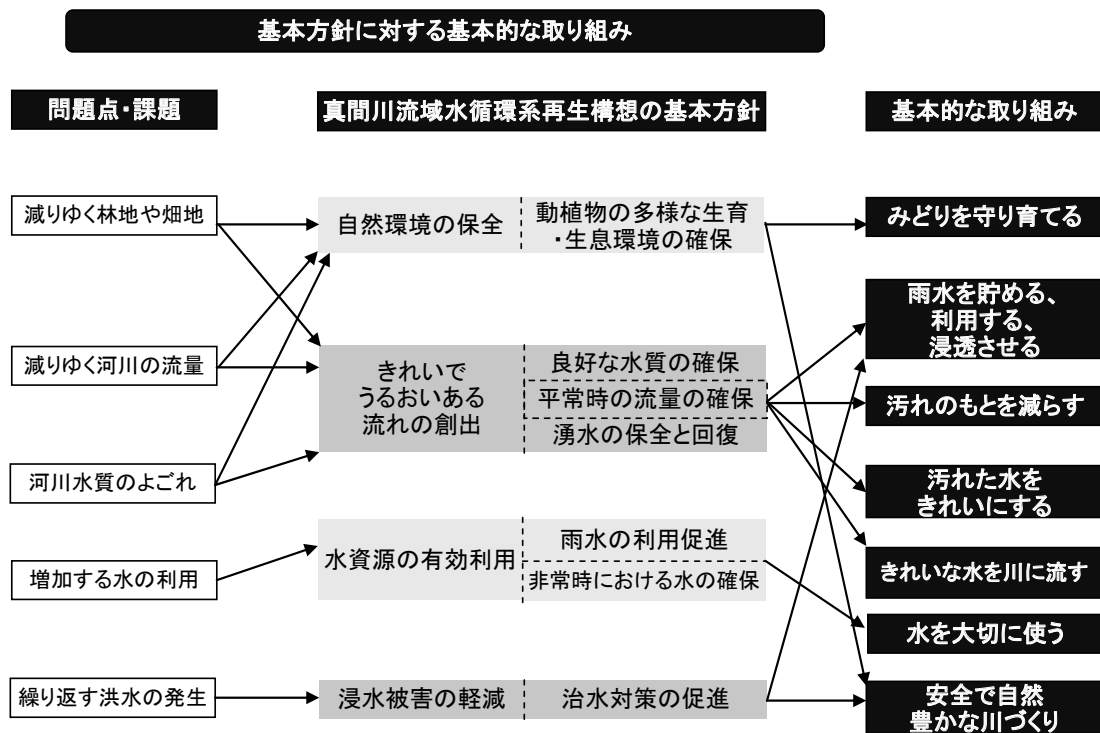 基本方針に対する基本的な取り組み
問題点・課題
真間川流域水循環系再生構想の基本方針
基本的な取り組み
減りゆく林地や畑地
減りゆく河川の流量
河川水質のよごれ
増加する水の利用
繰り返す洪水の発生
自然環境の保全
動植物の多様な生育
・生息環境の確保
きれいで
うるおいある
流れの創出
良好な水質の確保
平常時の流量の確保
湧水の保全と回復
水資源の有効利用
雨水の利用促進
非常時における水の確保
浸水被害の軽減
治水対策の促進
みどりを守り育てる
雨水を貯める、
利用する、
浸透させる
汚れのもとを減らす
汚れた水を
きれいにする
きれいな水を川に流す
水を大切に使う
安全で自然
豊かな川づくり